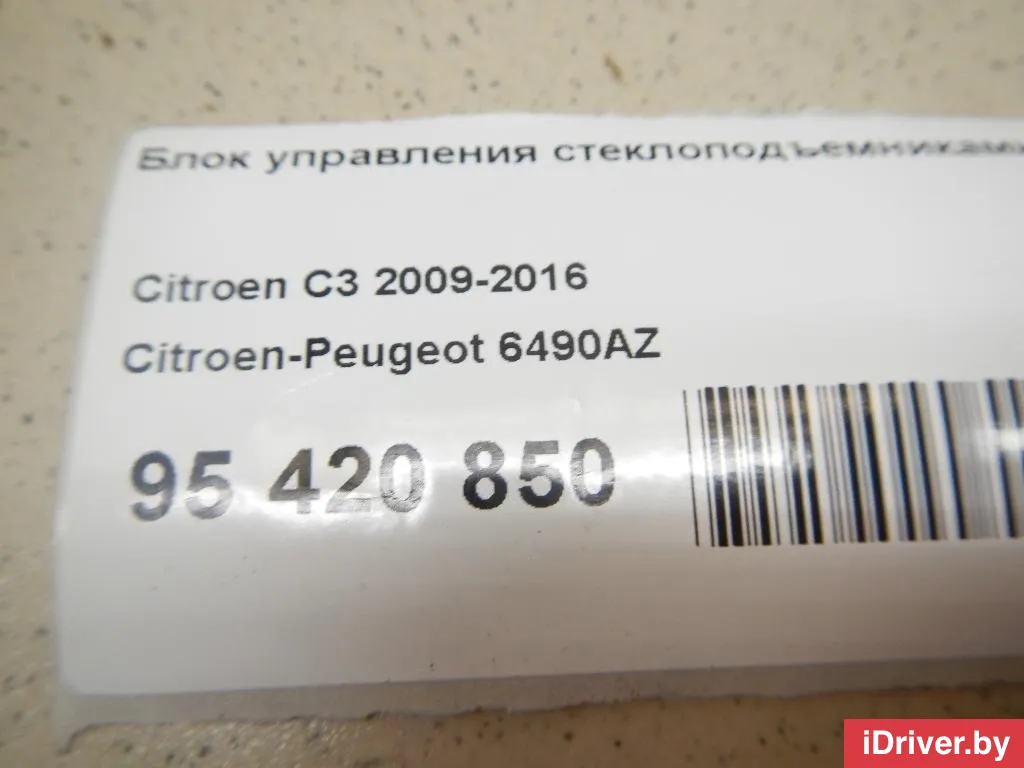 Блок управления стеклоподъемниками
Citroen C3 2009-2016
Citroen-Peugeot 6490AZ
95 420 850
iDriver.by